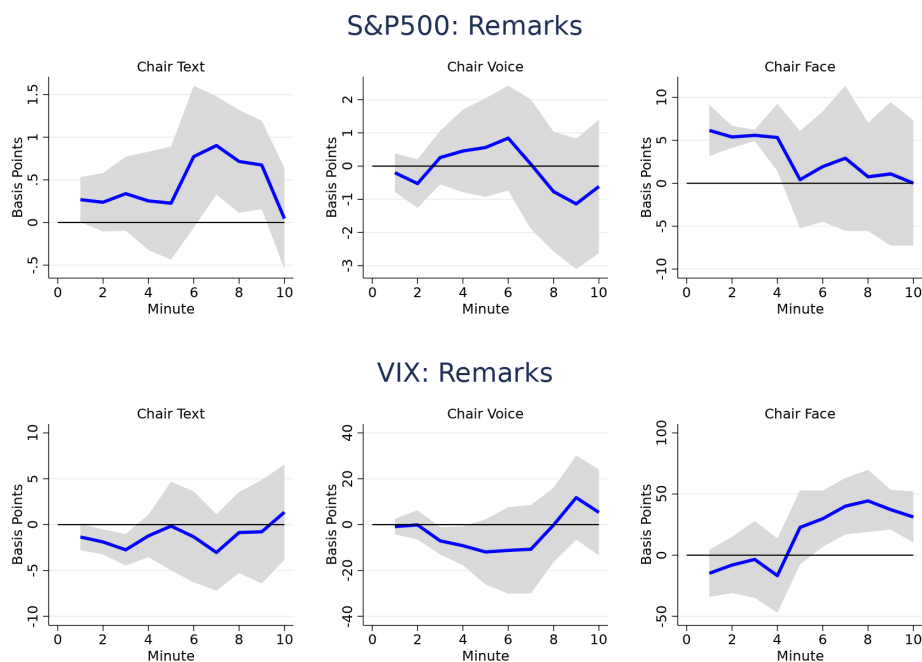 S&P500: Remarks
Chair Text
Basis Points
1.5
1
.5
0
-.5
0 2 4 6 8 10
Minute
Chair Voice
Basis Points
2
1
0
-1
-2
-3
0 2 4 6 8 10
Minute
Chair Face
Basis Points
10
5
0
-5
-10
0 2 4 6 8 10
Minute
VIX: Remarks
Chair Text
Basis Points
10
5
0
-5
-10
0 2 4 6 8 10
Minute
Chair Voice
Basis Points
40
20
0
-20
-40
0 2 4 6 8 10
Minute
Chair Face
Basis Points
100
50
0
-50
0 2 4 6 8 10
Minute